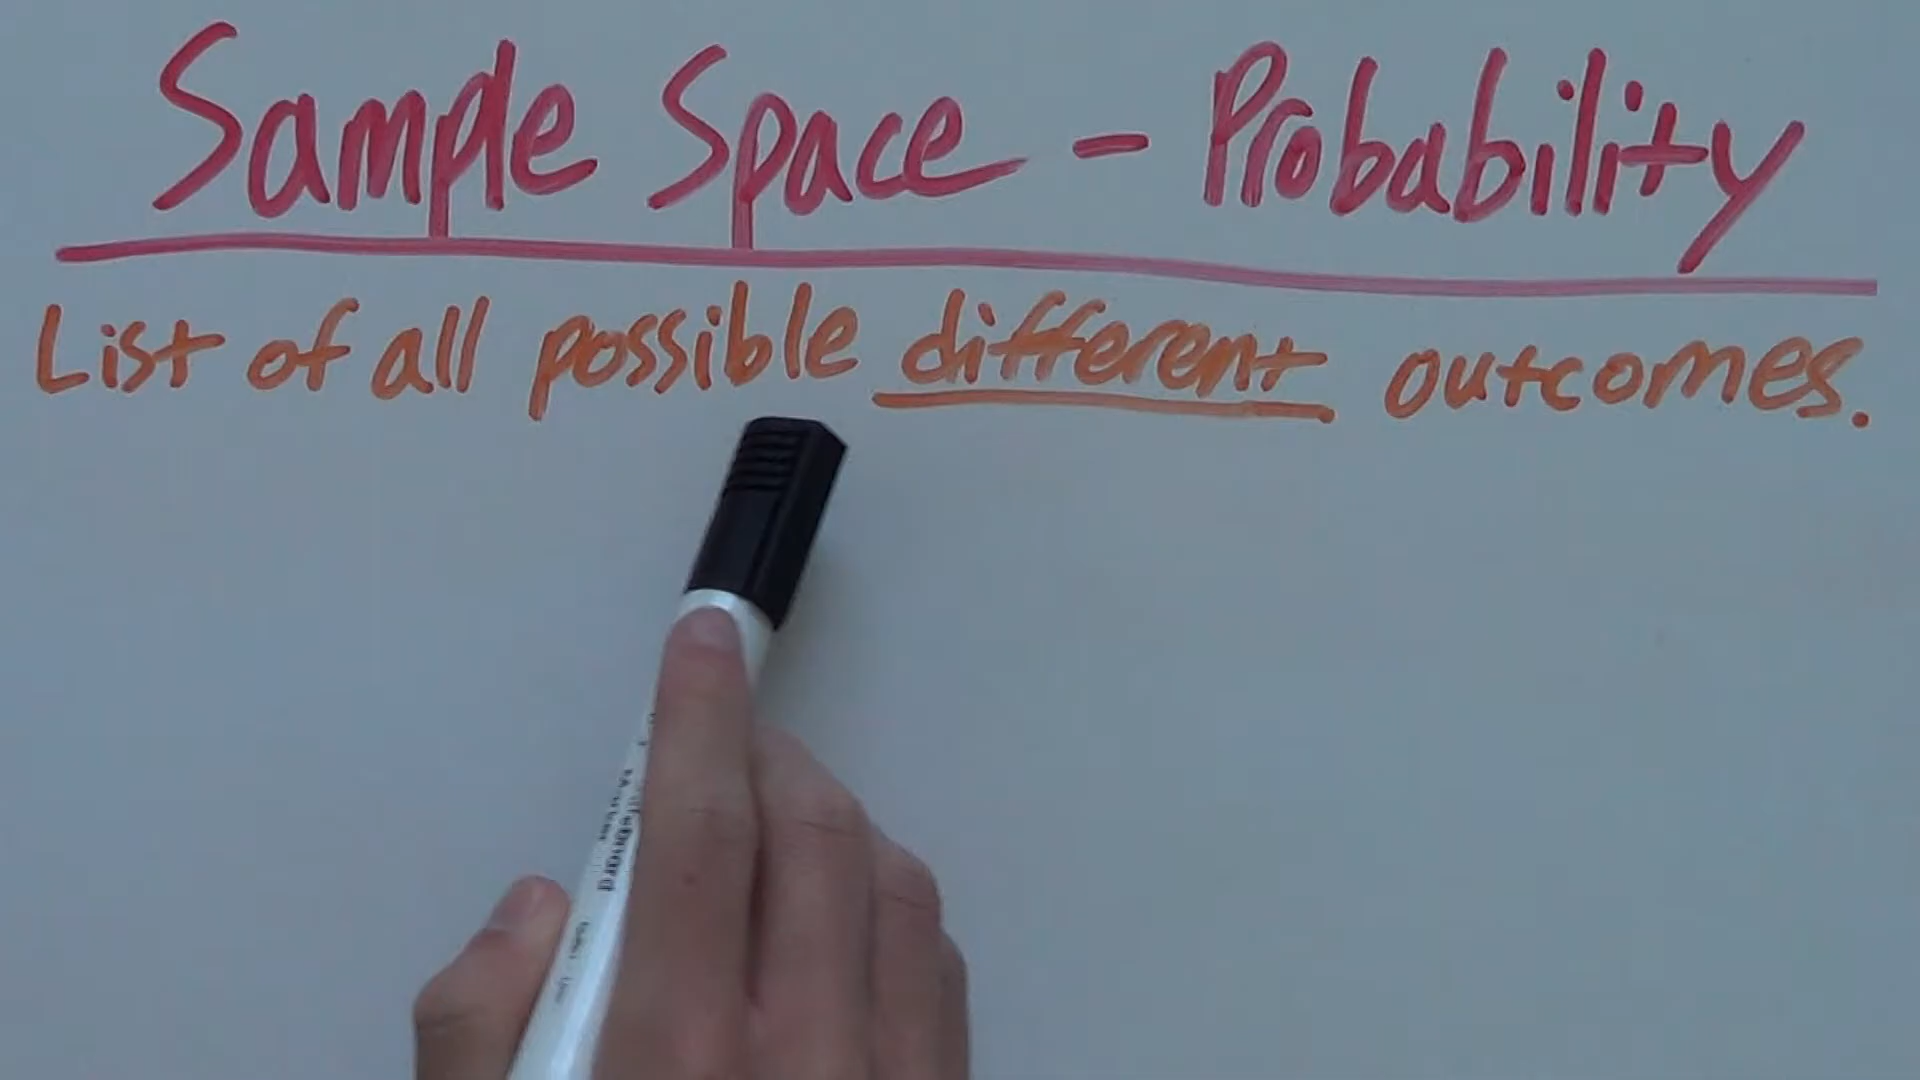 Sample Space - Probability
List of all possible different outcomes.